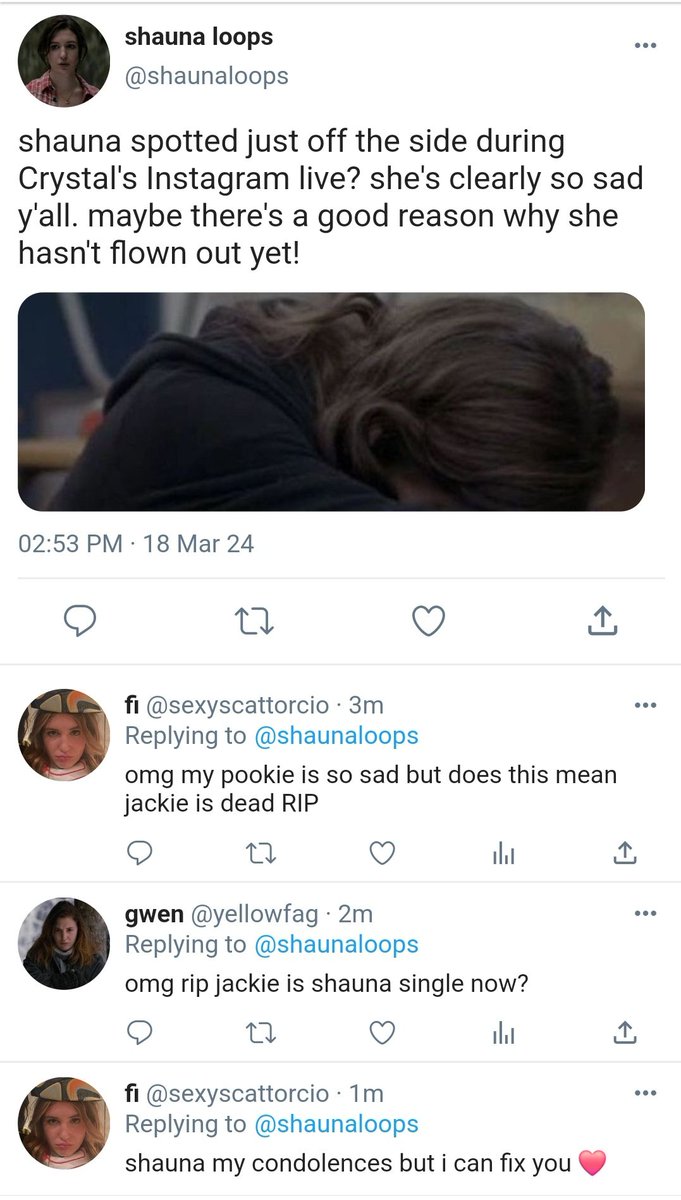 shauna loops
@shaunaloops
shauna spotted just off the side during
Crystal's Instagram live? she's clearly so sad
y'all. maybe there's a good reason why she
hasn't flown out yet!
02:53 PM · 18 Mar 24
fi @sexyscattorcio · 3m
Replying to @shaunaloops
omg my pookie is so sad but does this mean
jackie is dead RIP
gwen @yellowfag · 2m
Replying to @shaunaloops
omg rip jackie is shauna single now?
fi @sexyscattorcio · 1m
Replying to @shaunaloops
shauna my condolences but i can fix you 💗